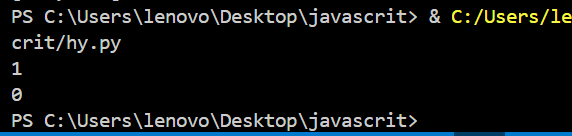 PS C:\Users\lenovo\Desktop\javascrit> & C:/Users/le
crit/hy.py
1
0
PS C:\Users\lenovo\Desktop\javascrit>